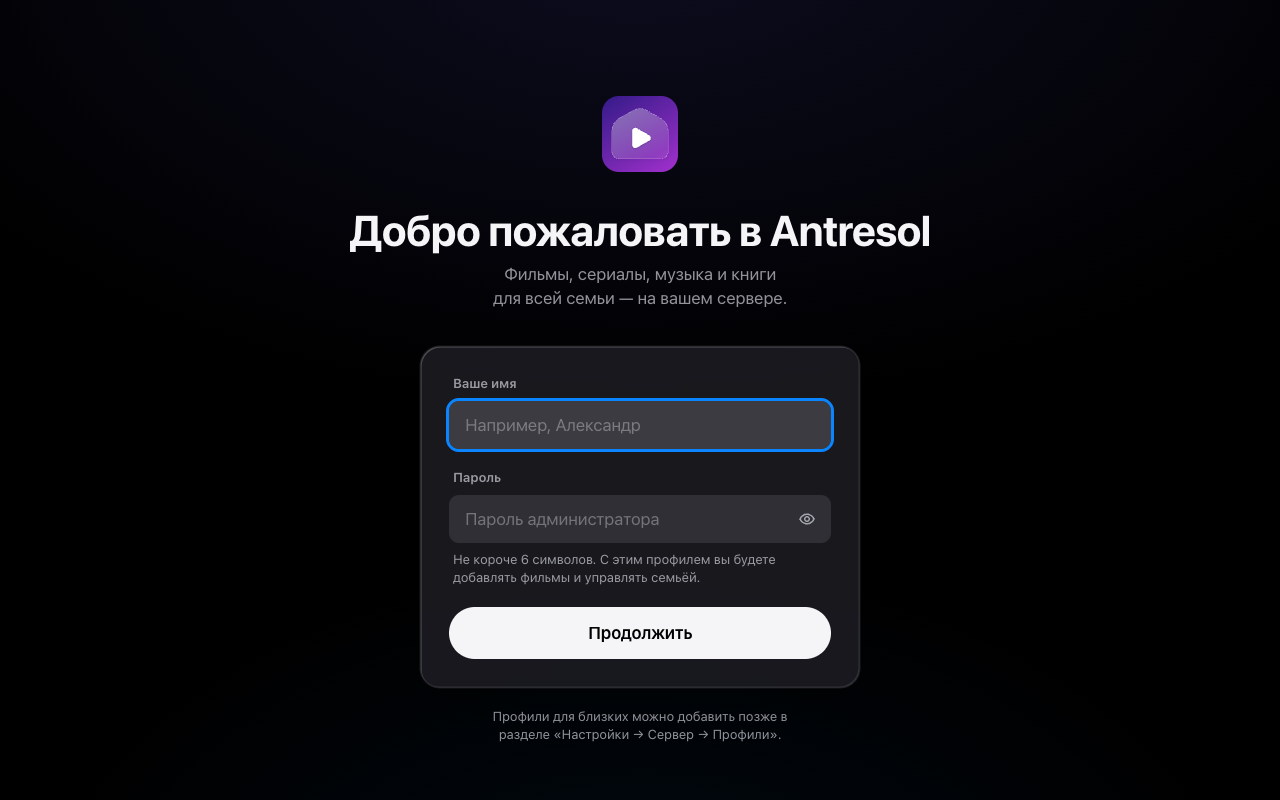 Добро пожаловать в Antresol
Фильмы, сериалы, музыка и книги
для всей семьи — на вашем сервере.
Ваше имя
Например, Александр
Пароль
Пароль администратора
Не короче 6 символов. С этим профилем вы будете
добавлять фильмы и управлять семьёй.
Продолжить
Профили для близких можно добавить позже в
разделе «Настройки → Сервер → Профили».